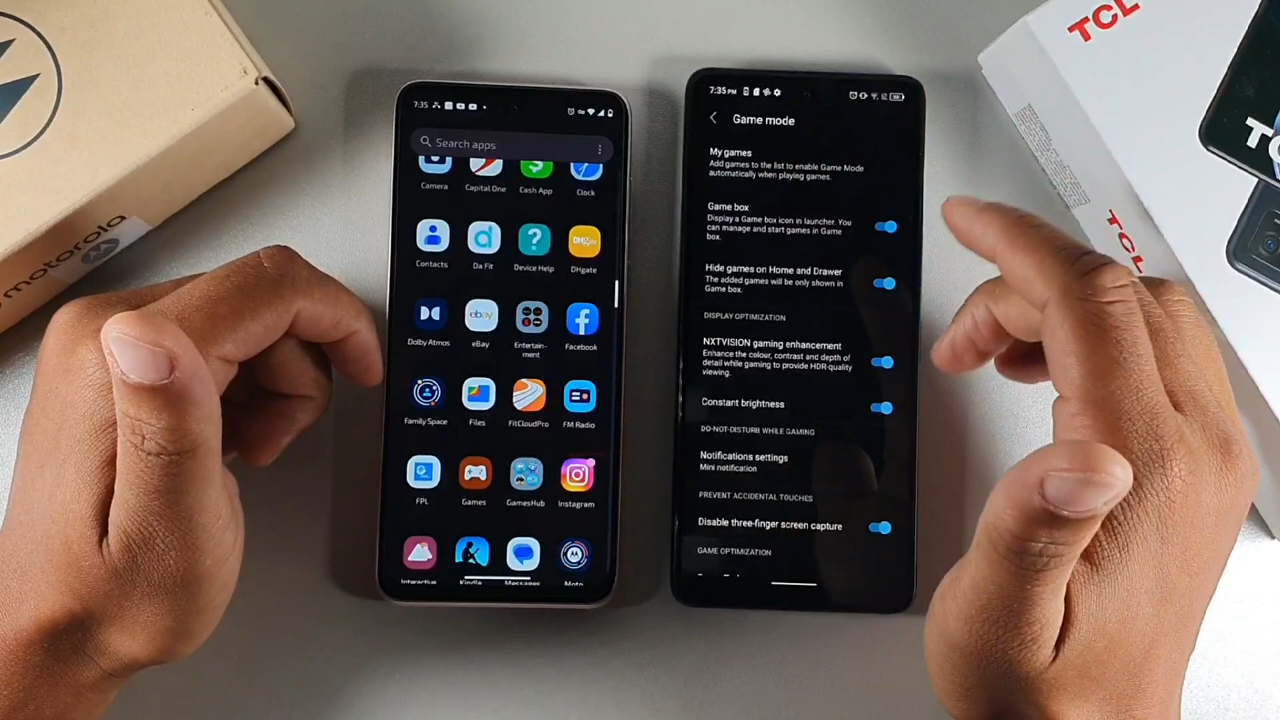 motorola
TCL
TCL
7:35
Search apps
Camera
Capital One
Cash App
Clock
Contacts
Da Fit
Device Help
DHgate
Dolby Atmos
eBay
Entertain-
ment
Facebook
Family Space
Files
FitCloudPro
FM Radio
FPL
Games
GamesHub
Instagram
Interactive
Kindle
Messages
Moto
7:35 PM
Game mode
My games
Add games to the list to enable Game Mode
automatically when playing games.
Game box
Display a Game box icon in launcher. You
can manage and start games in Game
box.
Hide games on Home and Drawer
The added games will be only shown in
Game box.
DISPLAY OPTIMIZATION
NXTVISION gaming enhancement
Enhance the colour, contrast and depth of
detail while gaming to provide HDR-quality
viewing.
Constant brightness
DO-NOT-DISTURB WHILE GAMING
Notifications settings
Mini notification
PREVENT ACCIDENTAL TOUCHES
Disable three-finger screen capture
GAME OPTIMIZATION